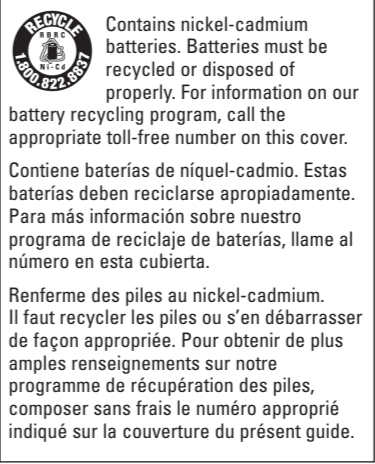 RECYCLE
RBRC
Ni-Cd
1.800.822.8837
Contains nickel-cadmium
batteries. Batteries must be
recycled or disposed of
properly. For information on our
battery recycling program, call the
appropriate toll-free number on this cover.
Contiene baterías de níquel-cadmio. Estas
baterías deben reciclarse apropiadamente.
Para más información sobre nuestro
programa de reciclaje de baterías, llame al
número en esta cubierta.
Renferme des piles au nickel-cadmium.
Il faut recycler les piles ou s’en débarrasser
de façon appropriée. Pour obtenir de plus
amples renseignements sur notre
programme de récupération des piles,
composer sans frais le numéro approprié
indiqué sur la couverture du présent guide.